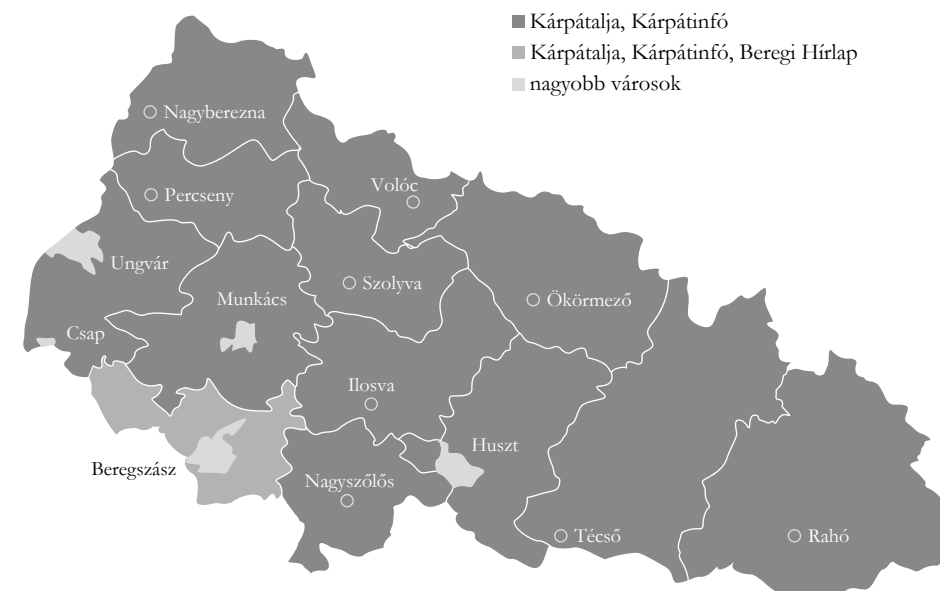 Kárpátalja, Kárpátinfó
Kárpátalja, Kárpátinfó, Beregi Hírlap
nagyobb városok
Nagyberezna
Percseny
Volóc
Ungvár
Szolyva
Munkács
Ökörmező
Csap
Ilosva
Huszt
Beregszász
Nagyszőlős
Técső
Rahó